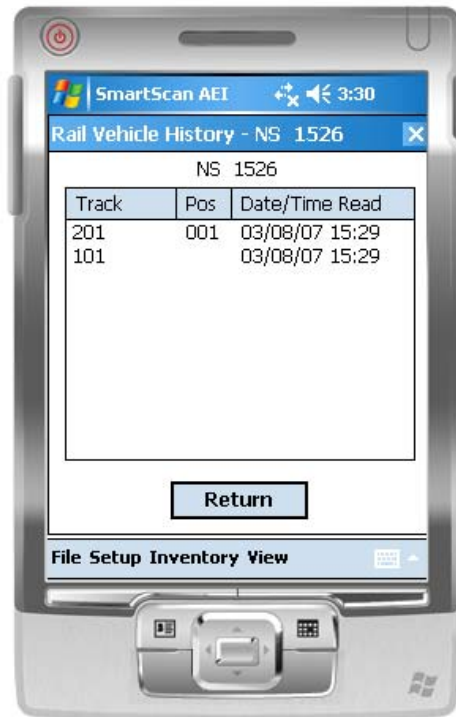 SmartScan AEI 3:30
Rail Vehicle History - NS 1526
NS 1526
Track Pos Date/Time Read
201 001 03/08/07 15:29
101 03/08/07 15:29
Return
File Setup Inventory View